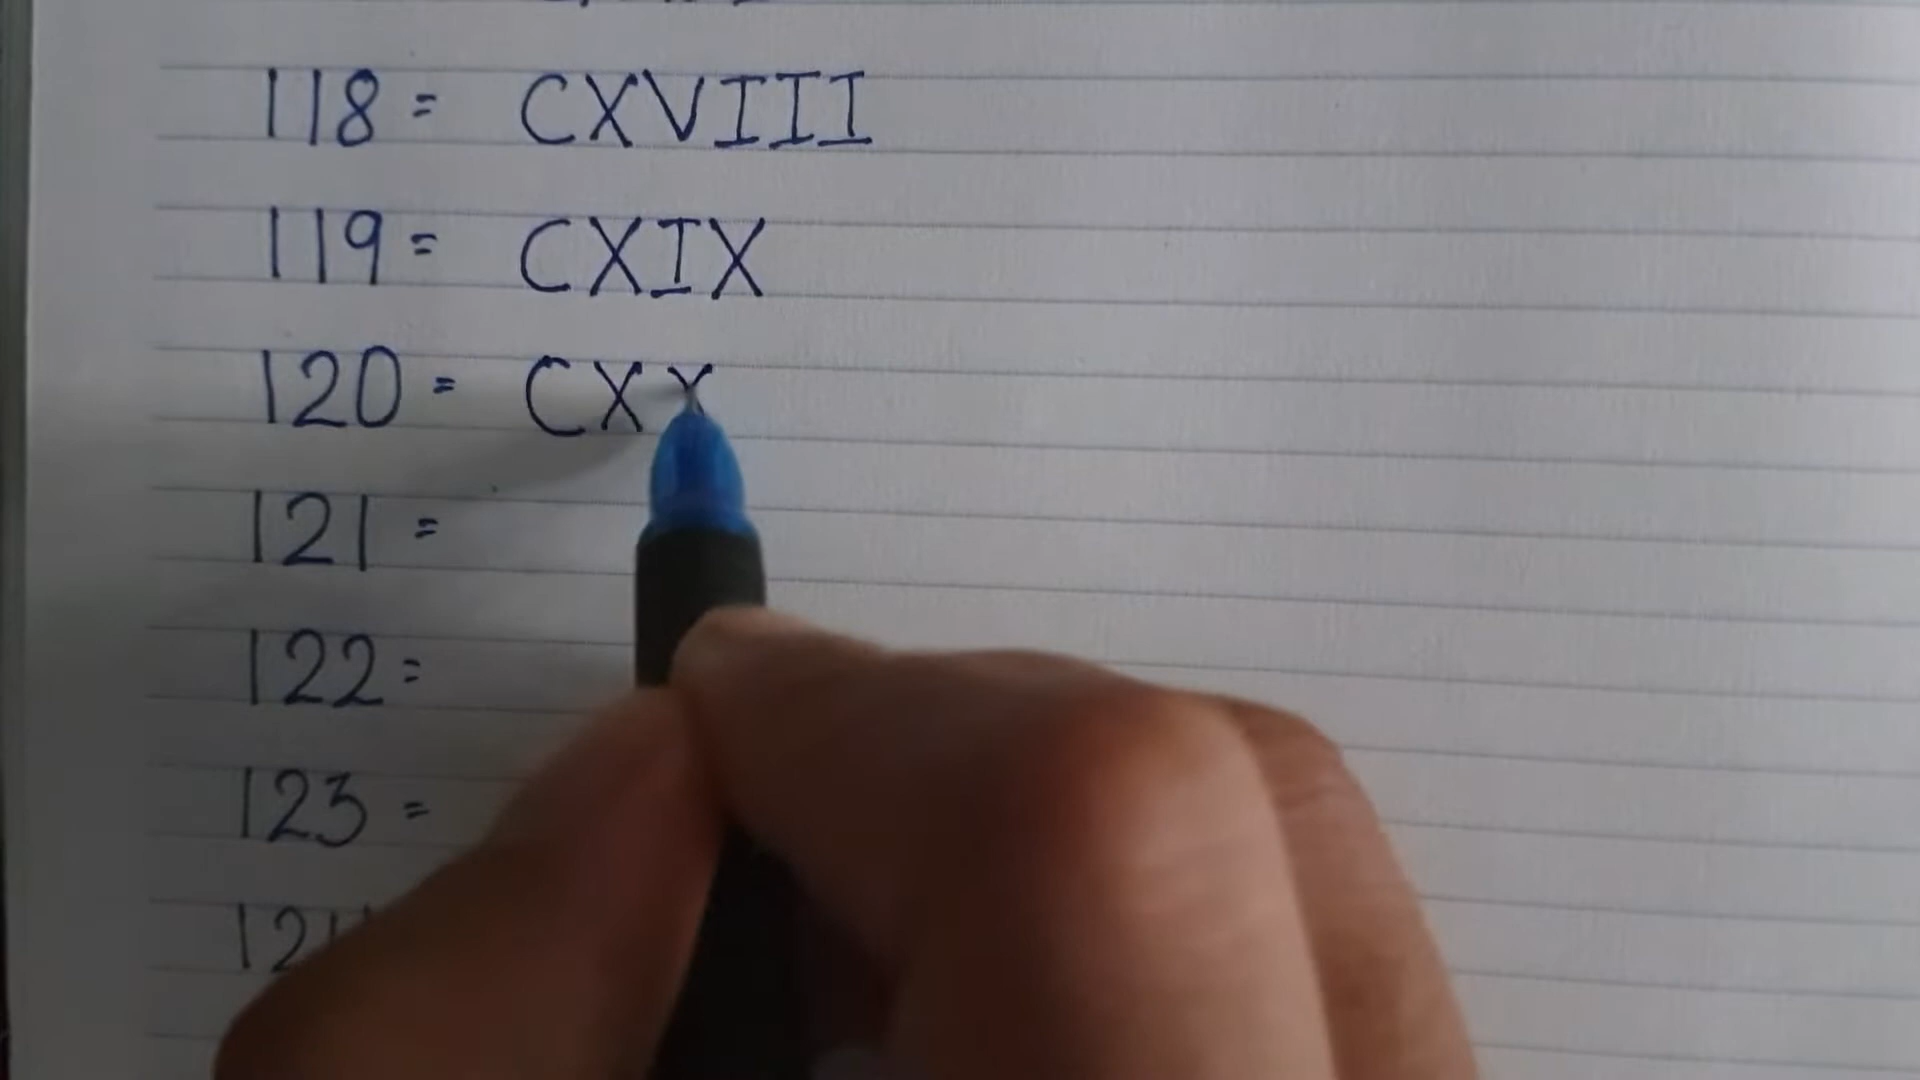 118 = CXVIII
119 = CXIX
120 = CXX
121 =
122 =
123 =